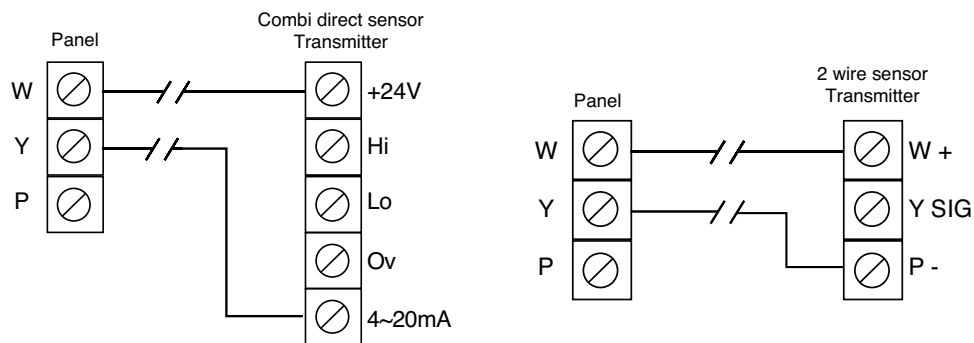 Combi direct sensor
Transmitter
Panel
W
Y
P
+24V
Hi
Lo
Ov
4~20mA
2 wire sensor
Transmitter
Panel
W
Y
P
W +
Y SIG
P -